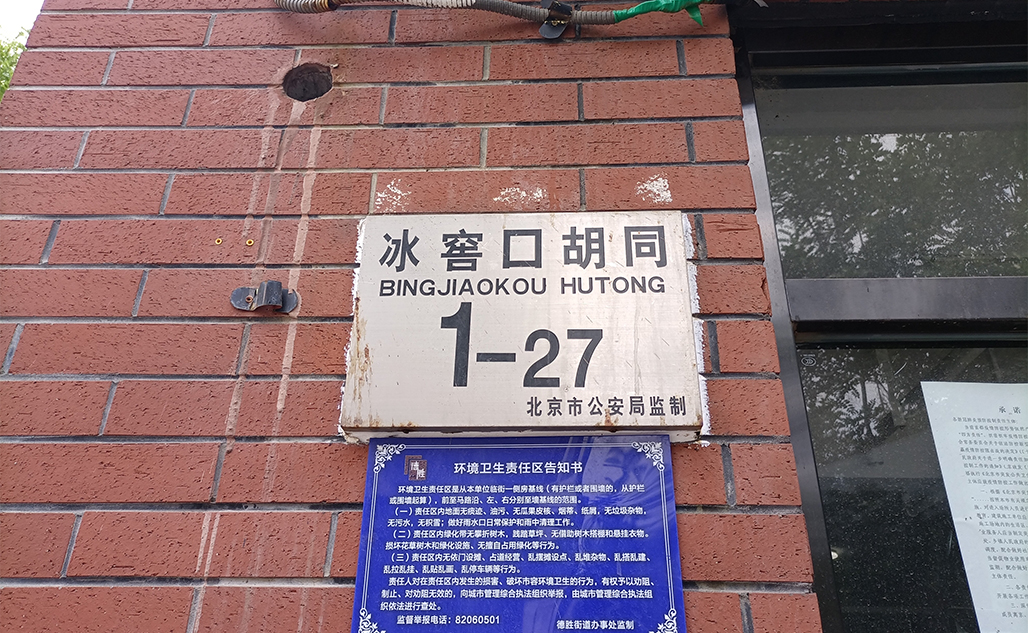 冰窖口胡同
BINGJIAOKOU HUTONG
1-27
北京市公安局监制
德胜
环境卫生责任区告知书
环境卫生责任区是从本单位临街一侧房基线（有护栏或者围墙的，从护栏
或围墙起算），前至马路沿、左、右分别至墙基线的范围。
（一）责任区内地面无痰迹、油污、无瓜果皮核、烟蒂、纸屑，无垃圾杂物，
无污水，无积雪；做好雨水口日常保护和雨中清理工作。
（二）责任区内绿化带无攀折树木，践踏草坪、无借助树木搭棚和悬挂衣物。
损坏花草树木和绿化设施、无擅自占用绿化等行为。
（三）责任区内无依门设摊、占道经营、乱摆摊设点、乱堆杂物、乱搭乱建、
乱拉乱挂、乱贴乱画、乱停车辆等行为。
责任人对在责任区内发生的损害、破坏市容环境卫生的行为，有权予以劝阻、
制止、对劝阻无效的，向城市管理综合执法组织举报，由城市管理综合执法组
织依法进行查处。
监督举报电话：82060501
德胜街道办事处监制
承 诺